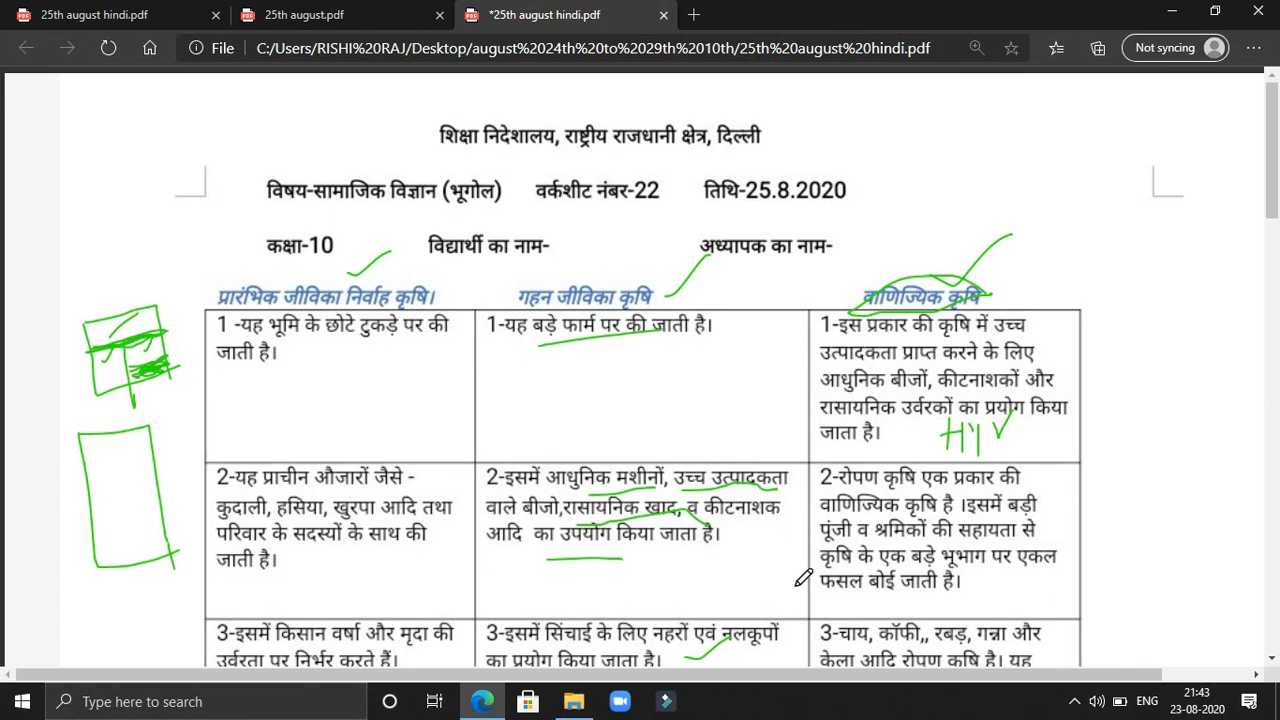 25th august hindi.pdf
25th august.pdf
*25th august hindi.pdf
File
C:/Users/RISHI%20RAJ/Desktop/august%2024th%20to%2029th%2010th/25th%20august%20hindi.pdf
Not syncing
शिक्षा निदेशालय, राष्ट्रीय राजधानी क्षेत्र, दिल्ली
विषय-सामाजिक विज्ञान (भूगोल) वर्कशीट नंबर-22 तिथि-25.8.2020
कक्षा-10 विद्यार्थी का नाम- अध्यापक का नाम-
प्रारंभिक जीविका निर्वाह कृषि।
1 -यह भूमि के छोटे टुकड़े पर की
जाती है।
2-यह प्राचीन औजारों जैसे -
कुदाली, हसिया, खुरपा आदि तथा
परिवार के सदस्यों के साथ की
जाती है।
3-इसमें किसान वर्षा और मृदा की
उर्वरता पर निर्भर करते हैं।
गहन जीविका कृषि
1-यह बड़े फार्म पर की जाती है।
2-इसमें आधुनिक मशीनों, उच्च उत्पादकता
वाले बीजो,रासायनिक खाद, व कीटनाशक
आदि का उपयोग किया जाता है।
3-इसमें सिंचाई के लिए नहरों एवं नलकूपों
का प्रयोग किया जाता है।
वाणिज्यिक कृषि
1-इस प्रकार की कृषि में उच्च
उत्पादकता प्राप्त करने के लिए
आधुनिक बीजों, कीटनाशकों और
रासायनिक उर्वरकों का प्रयोग किया
जाता है।
HYV
2-रोपण कृषि एक प्रकार की
वाणिज्यिक कृषि है ।इसमें बड़ी
पूंजी व श्रमिकों की सहायता से
कृषि के एक बड़े भूभाग पर एकल
फसल बोई जाती है।
3-चाय, कॉफी,, रबड़, गन्ना और
केला आदि रोपण कृषि है। यह
Type here to search
ENG
21:43
23-08-2020